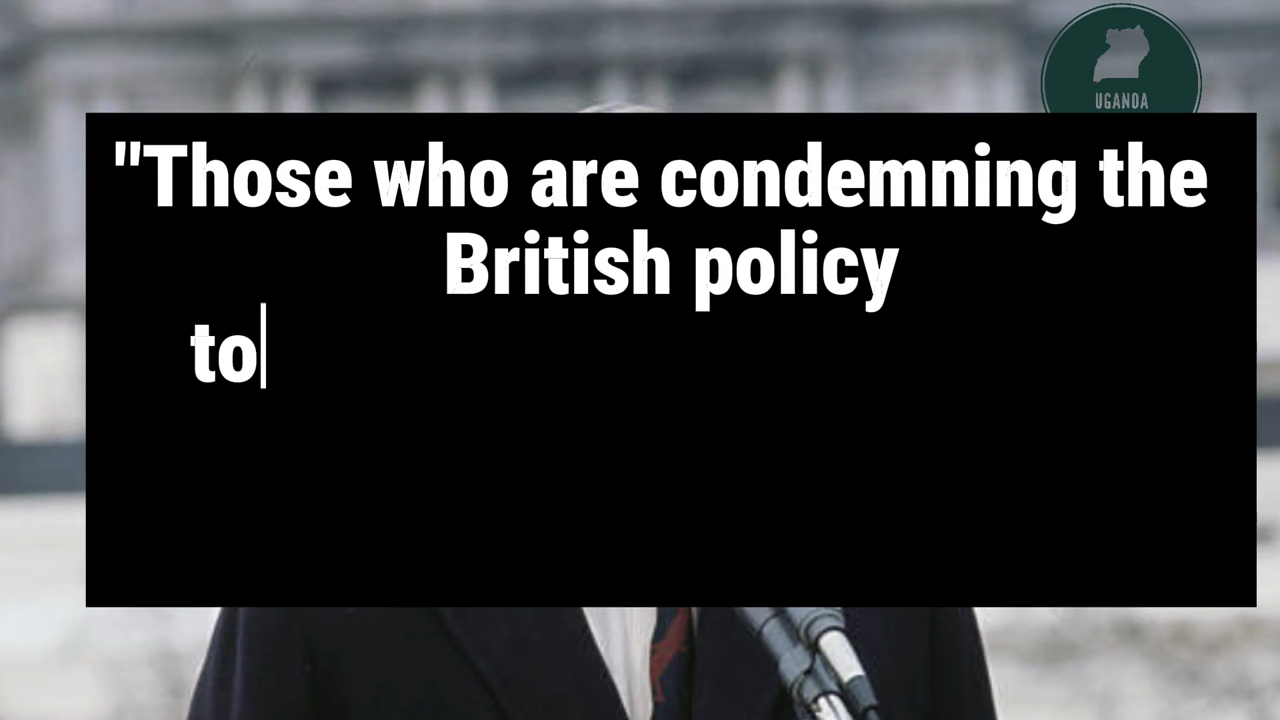 UGANDA
"Those who are condemning the
British policy
to